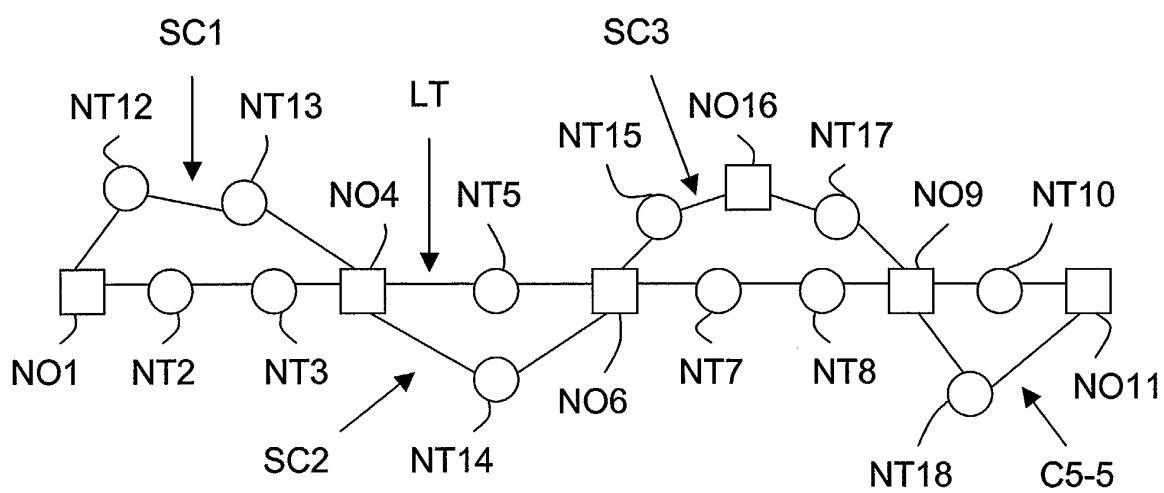 SC1
SC3
LT
NT12
NT13
NO16
NT15
NT17
NO4
NT5
NO9
NT10
NO1
NT2
NT3
NO6
NT7
NT8
NO11
SC2
NT14
NT18
C5-5